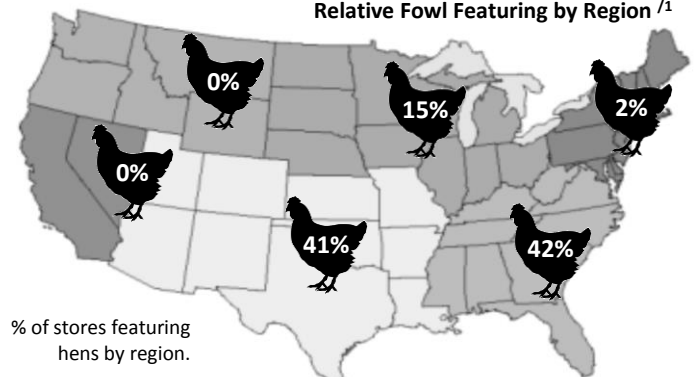 Relative Fowl Featuring by Region /1
0%
15%
2%
0%
41%
42%
% of stores featuring
hens by region.